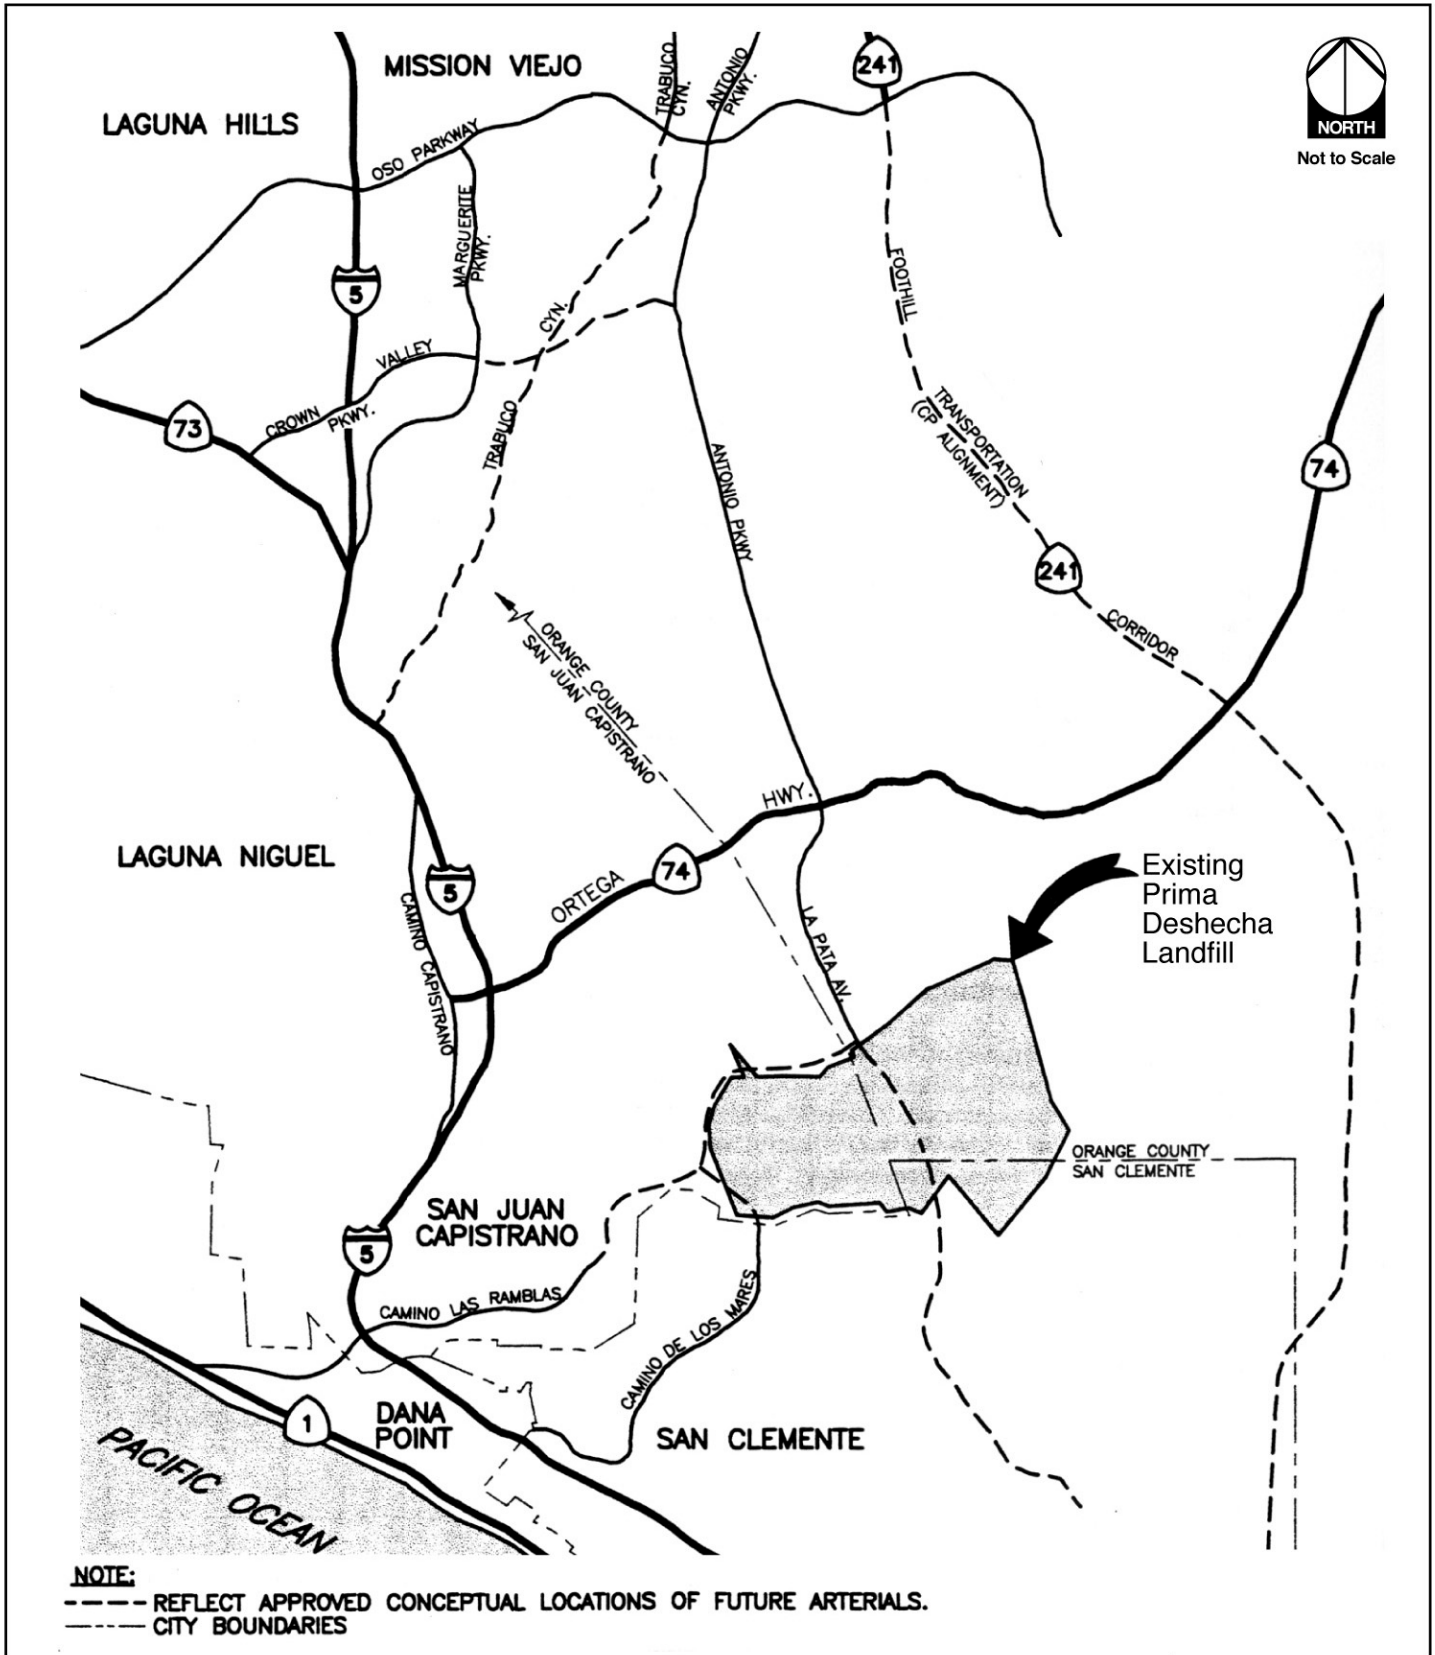 MISSION VIEJO
LAGUNA HILLS
OSO PARKWAY
TRABUCO
CYN.
ANTONIO
PKWY.
241
NORTH
Not to Scale
MARGUERITE
PKWY.
5
FOOTHILL
CYN.
VALLEY
CROWN
PKWY.
73
TRABUCO
TRANSPORTATION
(CP ALIGNMENT)
74
ANTONIO PKWY
241
CORRIDOR
ORANGE COUNTY
SAN JUAN CAPISTRANO
HWY.
LAGUNA NIGUEL
5
74
ORTEGA
CAMINO CAPISTRANO
LA PATA AV.
Existing
Prima
Deshecha
Landfill
ORANGE COUNTY
SAN CLEMENTE
SAN JUAN
CAPISTRANO
5
CAMINO LAS RAMBLAS
CAMINO DE LOS MARES
1
DANA
POINT
SAN CLEMENTE
PACIFIC OCEAN
NOTE:
REFLECT APPROVED CONCEPTUAL LOCATIONS OF FUTURE ARTERIALS.
CITY BOUNDARIES